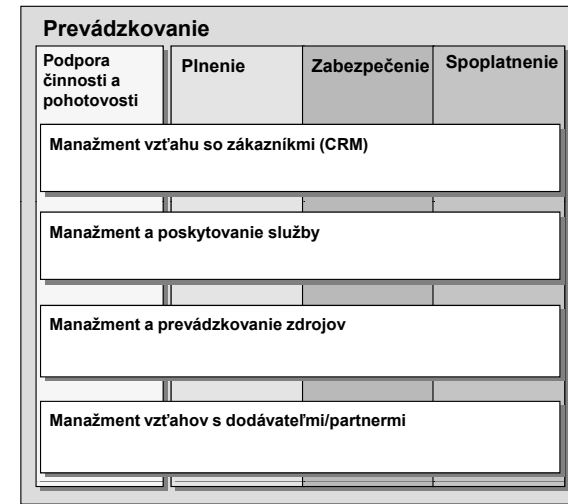 Prevádzkovanie
Podpora
činnosti a
pohotovosti
Plnenie
Zabezpečenie
Spoplatnenie
Manažment vzťahu so zákazníkmi (CRM)
Manažment a poskytovanie služby
Manažment a prevádzkovanie zdrojov
Manažment vzťahov s dodávateľmi/partnermi